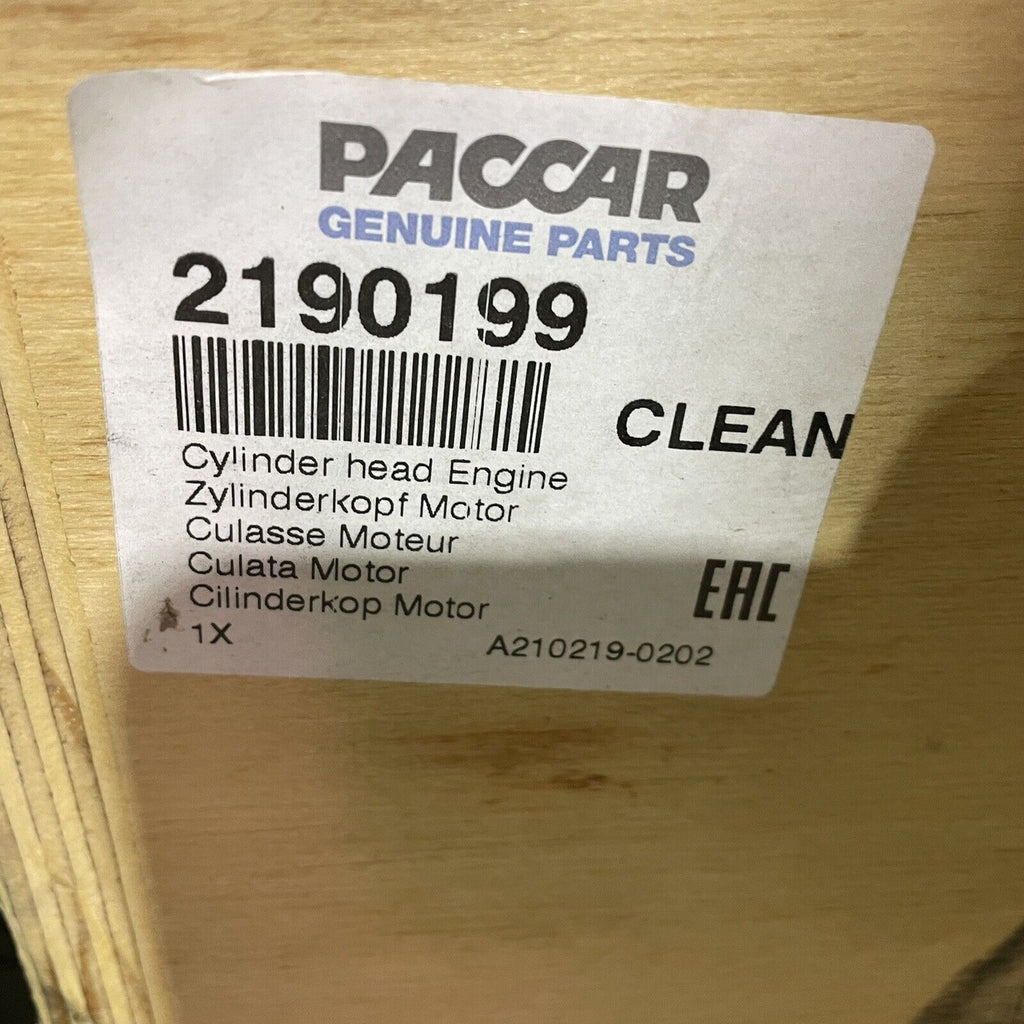 PACCAR
GENUINE PARTS
2190199
CLEAN
Cylinder head Engine
Zylinderkopf Motor
Culasse Moteur
Culata Motor
Cilinderkop Motor
EAC
1X
A210219-0202